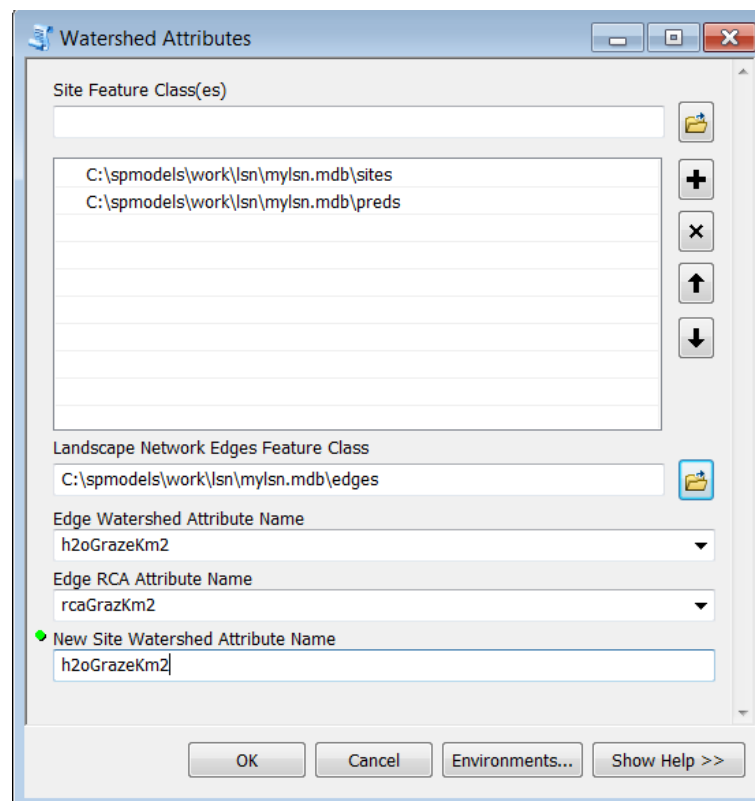 Watershed Attributes
Site Feature Class(es)
C:\spmodels\work\lsn\mylsn.mdb\sites
C:\spmodels\work\lsn\mylsn.mdb\preds
Landscape Network Edges Feature Class
C:\spmodels\work\lsn\mylsn.mdb\edges
Edge Watershed Attribute Name
h2oGrazeKm2
Edge RCA Attribute Name
rcaGrazKm2
New Site Watershed Attribute Name
h2oGrazeKm2
OK Cancel Environments... Show Help >>